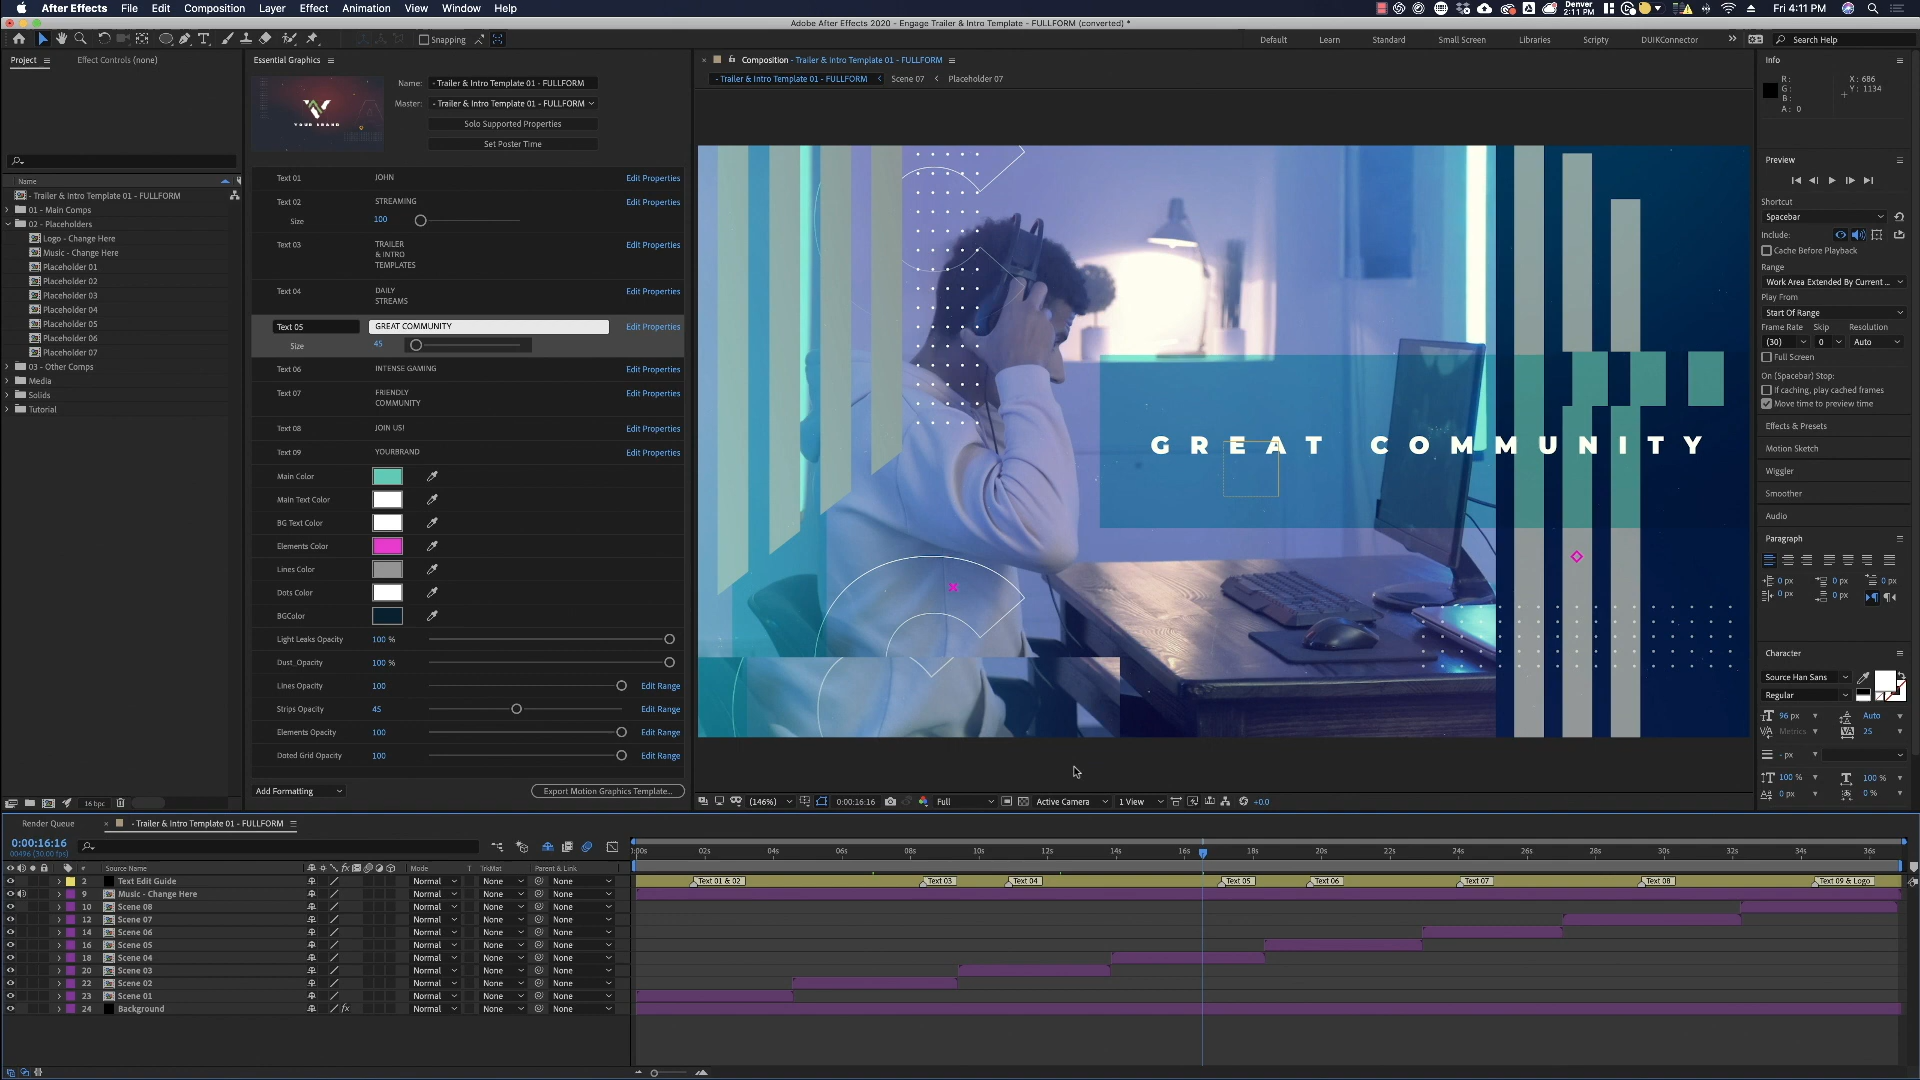 After Effects File Edit Composition Layer Effect Animation View Window Help
Denver
2:11 PM
Fri 4:11 PM
Adobe After Effects 2020 - Engage Trailer & Intro Template - FULLFORM (converted) *
Snapping
Default Learn Standard Small Screen Libraries Scripty DUIKConnector
Search Help
Project
Effect Controls (none)
Name
- Trailer & Intro Template 01 - FULLFORM
01 - Main Comps
02 - Placeholders
Logo - Change Here
Music - Change Here
Placeholder 01
Placeholder 02
Placeholder 03
Placeholder 04
Placeholder 05
Placeholder 06
Placeholder 07
03 - Other Comps
Media
Solids
Tutorial
16 bpc
Essential Graphics
YOUR BRAND
Name: - Trailer & Intro Template 01 - FULLFORM
Master: - Trailer & Intro Template 01 - FULLFORM
Solo Supported Properties
Set Poster Time
Text 01 JOHN Edit Properties
Text 02 STREAMING Edit Properties
Size 100
Text 03 TRAILER Edit Properties
& INTRO
TEMPLATES
Text 04 DAILY Edit Properties
STREAMS
Text 05 GREAT COMMUNITY Edit Properties
Size 45
Text 06 INTENSE GAMING Edit Properties
Text 07 FRIENDLY Edit Properties
COMMUNITY
Text 08 JOIN US! Edit Properties
Text 09 YOURBRAND Edit Properties
Main Color
Main Text Color
BG Text Color
Elements Color
Lines Color
Dots Color
BGColor
Light Leaks Opacity 100 %
Dust_Opacity 100 %
Lines Opacity 100 Edit Range
Strips Opacity 45 Edit Range
Elements Opacity 100 Edit Range
Doted Grid Opacity 100 Edit Range
Add Formatting
Export Motion Graphics Template...
Composition - Trailer & Intro Template 01 - FULLFORM
- Trailer & Intro Template 01 - FULLFORM < Scene 07 < Placeholder 07
GREAT COMMUNITY
(146%) 0:00:16:16 Full Active Camera 1 View +0.0
Info
R:
G:
B:
A: 0
X: 686
Y: 1134
Preview
Shortcut
Spacebar
Include:
Cache Before Playback
Range
Work Area Extended By Current ...
Play From
Start Of Range
Frame Rate Skip Resolution
(30) 0 Auto
Full Screen
On (Spacebar) Stop:
If caching, play cached frames
Move time to preview time
Effects & Presets
Motion Sketch
Wiggler
Smoother
Audio
Paragraph
0 px 0 px 0 px
0 px 0 px
Character
Source Han Sans
Regular
96 px Auto
Metrics 25
- px
100 % 100 %
0 px 0 %
Render Queue
- Trailer & Intro Template 01 - FULLFORM
0:00:16:16
00496 (30.00 fps)
# Source Name Mode T TrkMat Parent & Link
2 Text Edit Guide Normal None None
9 Music - Change Here Normal None None
10 Scene 08 Normal None None
12 Scene 07 Normal None None
14 Scene 06 Normal None None
16 Scene 05 Normal None None
18 Scene 04 Normal None None
20 Scene 03 Normal None None
22 Scene 02 Normal None None
23 Scene 01 Normal None None
24 Background Normal None None
:00s 02s 04s 06s 08s 10s 12s 14s 16s 18s 20s 22s 24s 26s 28s 30s 32s 34s 36s
Text 01 & 02 Text 03 Text 04 Text 05 Text 06 Text 07 Text 08 Text 09 & Logo